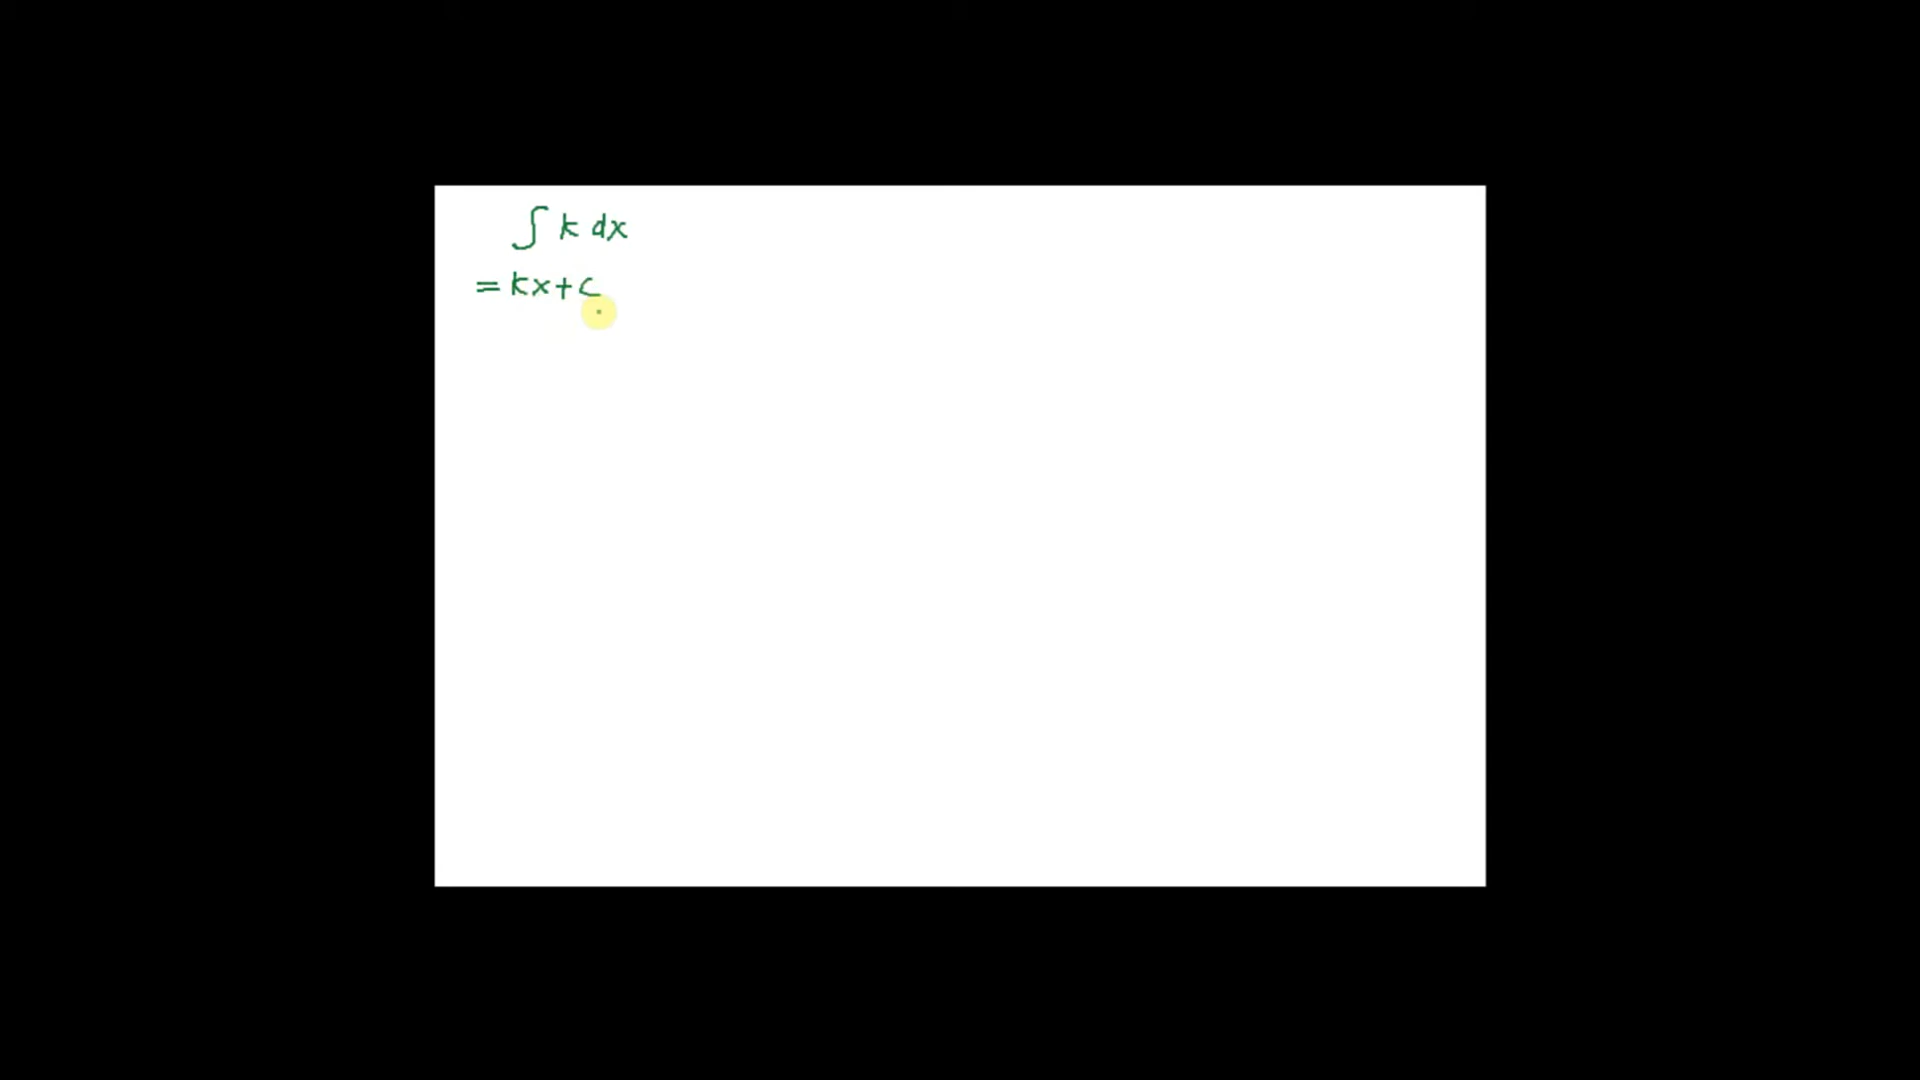 ∫ k dx
= kx+c